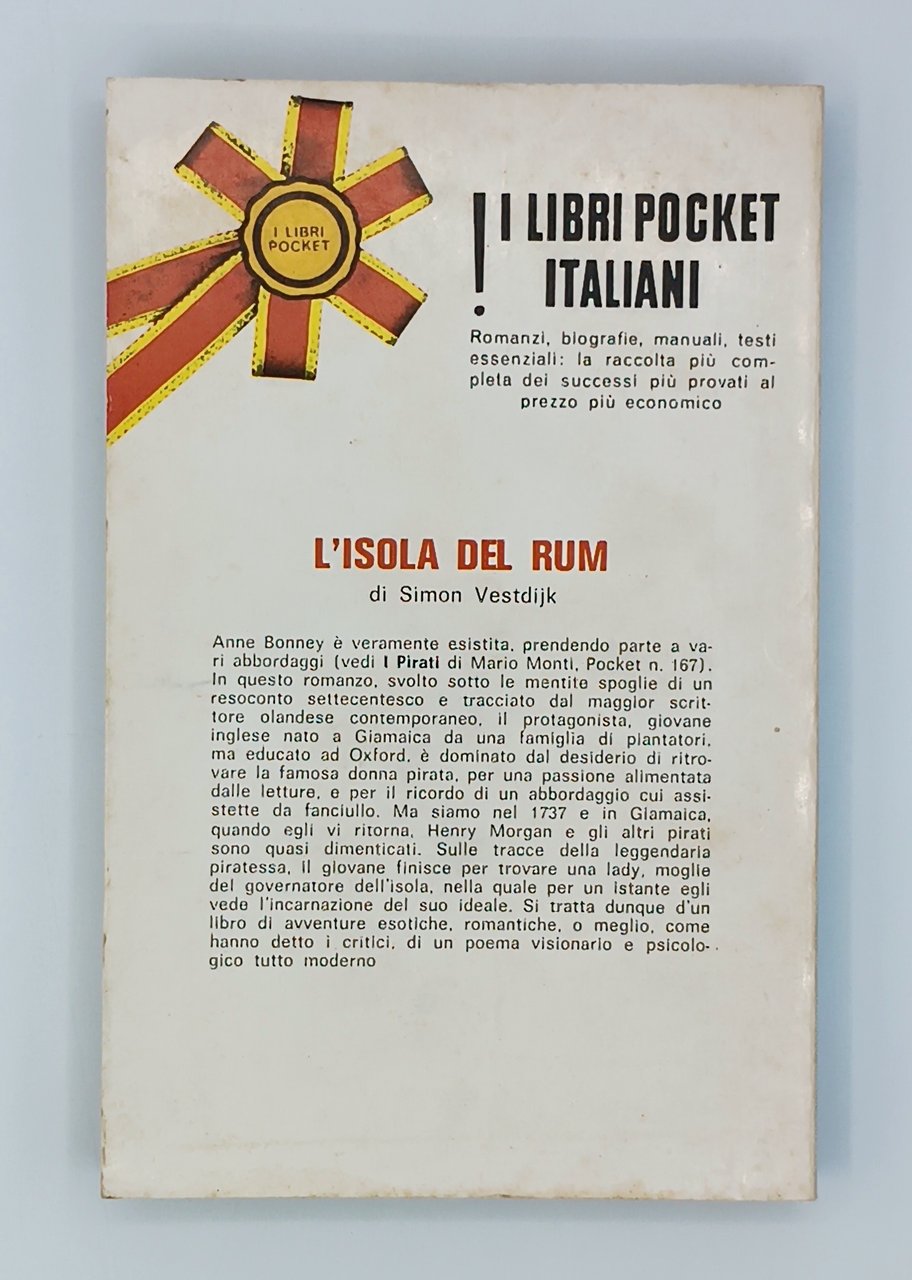 I LIBRI
POCKET
! I LIBRI POCKET
ITALIANI
Romanzi, biografie, manuali, testi
essenziali: la raccolta più com-
pleta dei successi più provati al
prezzo più economico
L'ISOLA DEL RUM
di Simon Vestdijk
Anne Bonney è veramente esistita, prendendo parte a va-
ri abbordaggi (vedi I Pirati di Mario Monti, Pocket n. 167).
In questo romanzo, svolto sotto le mentite spoglie di un
resoconto settecentesco e tracciato dal maggior scrit-
tore olandese contemporaneo, il protagonista, giovane
inglese nato a Giamaica da una famiglia di plantatori,
ma educato ad Oxford, è dominato dal desiderio di ritro-
vare la famosa donna pirata, per una passione alimentata
dalle letture, e per il ricordo di un abbordaggio cui assi-
stette da fanciullo. Ma siamo nel 1737 e in Giamaica,
quando egli vi ritorna, Henry Morgan e gli altri pirati
sono quasi dimenticati. Sulle tracce della leggendaria
piratessa, il giovane finisce per trovare una lady, moglie
del governatore dell'isola, nella quale per un istante egli
vede l'incarnazione del suo ideale. Si tratta dunque d'un
libro di avventure esotiche, romantiche, o meglio, come
hanno detto i critici, di un poema visionario e psicolo-
gico tutto moderno